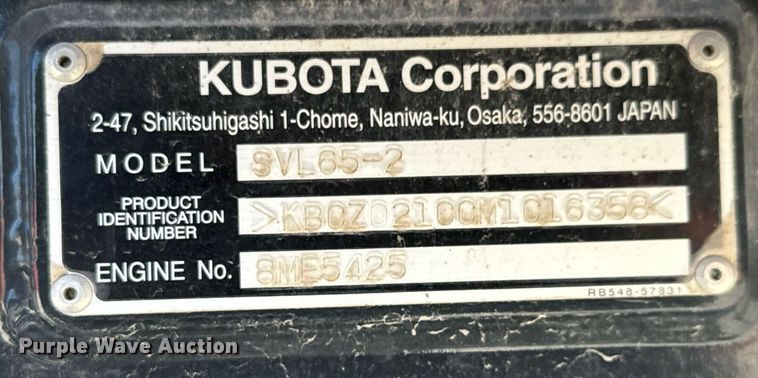 KUBOTA Corporation
2-47, Shikitsuhigashi 1-Chome, Naniwa-ku, Osaka, 556-8601 JAPAN
MODEL SVL65-2
PRODUCT
IDENTIFICATION
NUMBER >KBCZ021CCM1C16358<
ENGINE No. 8ME5425
RB548-57831
Purple Wave Auction